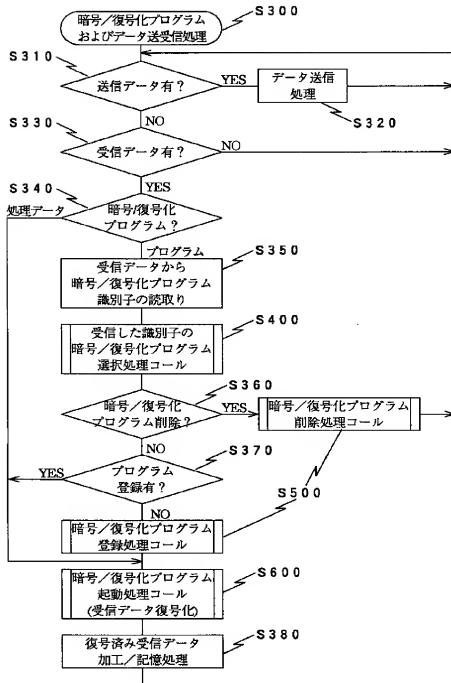 暗号／復号化プログラム
およびデータ送受信処理
S300
S310
送信データ有？
YES
データ送信
処理
S320
NO
S330
受信データ有？
NO
YES
S340
処理データ
暗号/復号化
プログラム？
プログラム
S350
受信データから
暗号／復号化プログラム
識別子の読取り
S400
受信した識別子の
暗号／復号化プログラム
選択処理コール
S360
暗号／復号化
プログラム削除？
YES
暗号／復号化プログラム
削除処理コール
NO
S370
YES
プログラム
登録有？
S500
NO
暗号／復号化プログラム
登録処理コール
S600
暗号／復号化プログラム
起動処理コール
(受信データ復号化)
S380
復号済み受信データ
加工／記憶処理